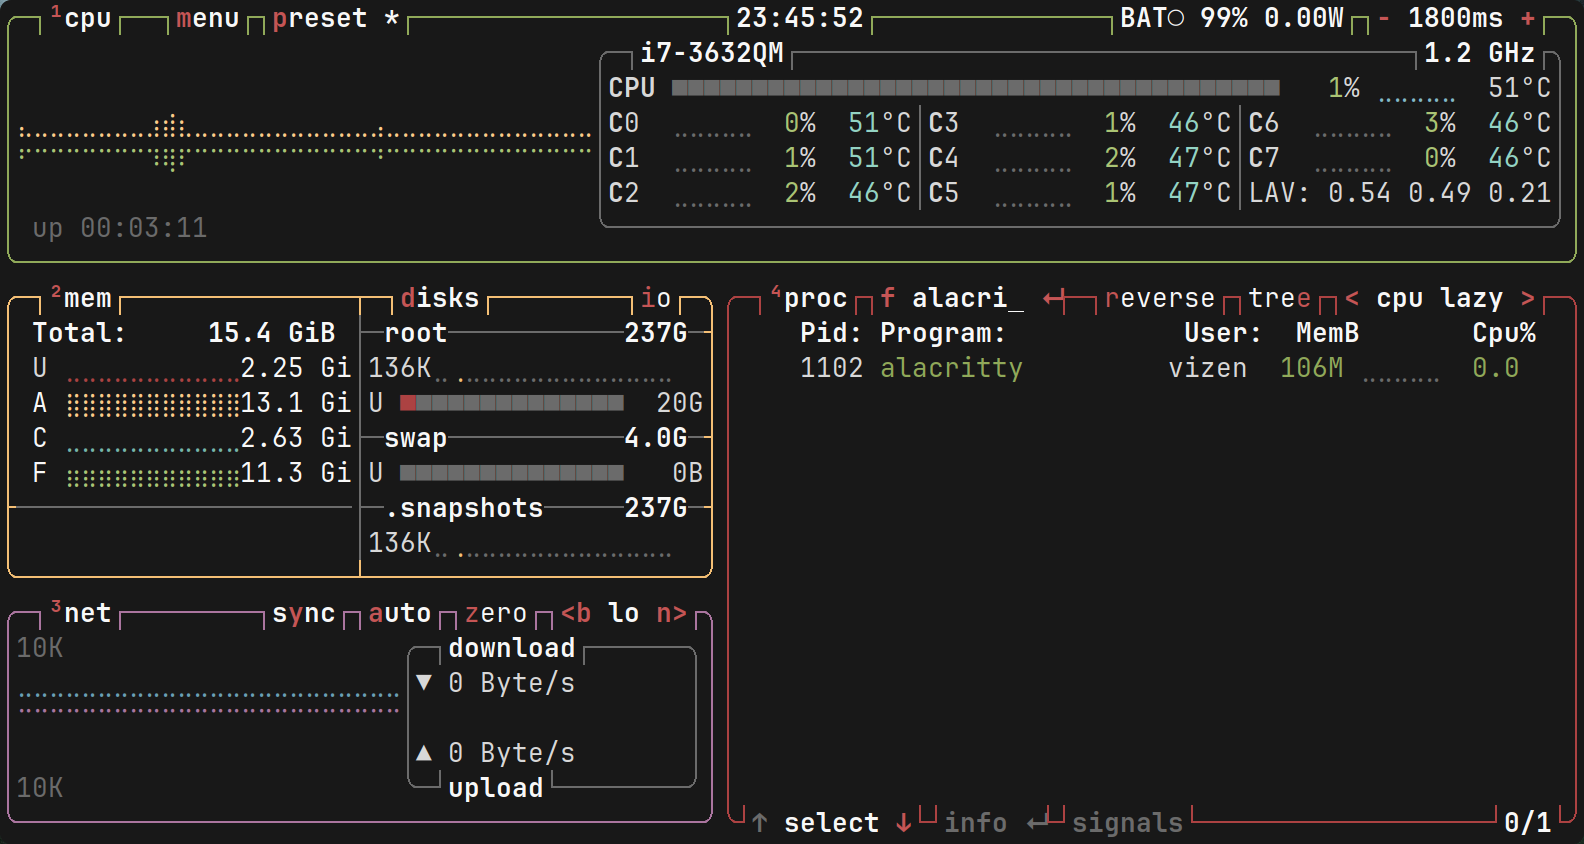 1cpu menu preset * 23:45:52 BAT○ 99% 0.00W - 1800ms +
i7-3632QM 1.2 GHz
CPU 1% 51°C
C0 0% 51°C C3 1% 46°C C6 3% 46°C
C1 1% 51°C C4 2% 47°C C7 0% 46°C
C2 2% 46°C C5 1% 47°C LAV: 0.54 0.49 0.21
up 00:03:11
2mem disks io
Total: 15.4 GiB
U 2.25 Gi
A 13.1 Gi
C 2.63 Gi
F 11.3 Gi
root 237G
136K
U 20G
swap 4.0G
U 0B
.snapshots 237G
136K
3net sync auto zero <b lo n>
10K
10K
download
▼ 0 Byte/s
▲ 0 Byte/s
upload
4proc f alacri_ ↵ reverse tree < cpu lazy >
Pid: Program: User: MemB Cpu%
1102 alacritty vizen 106M 0.0
↑ select ↓ info ↵ signals 0/1